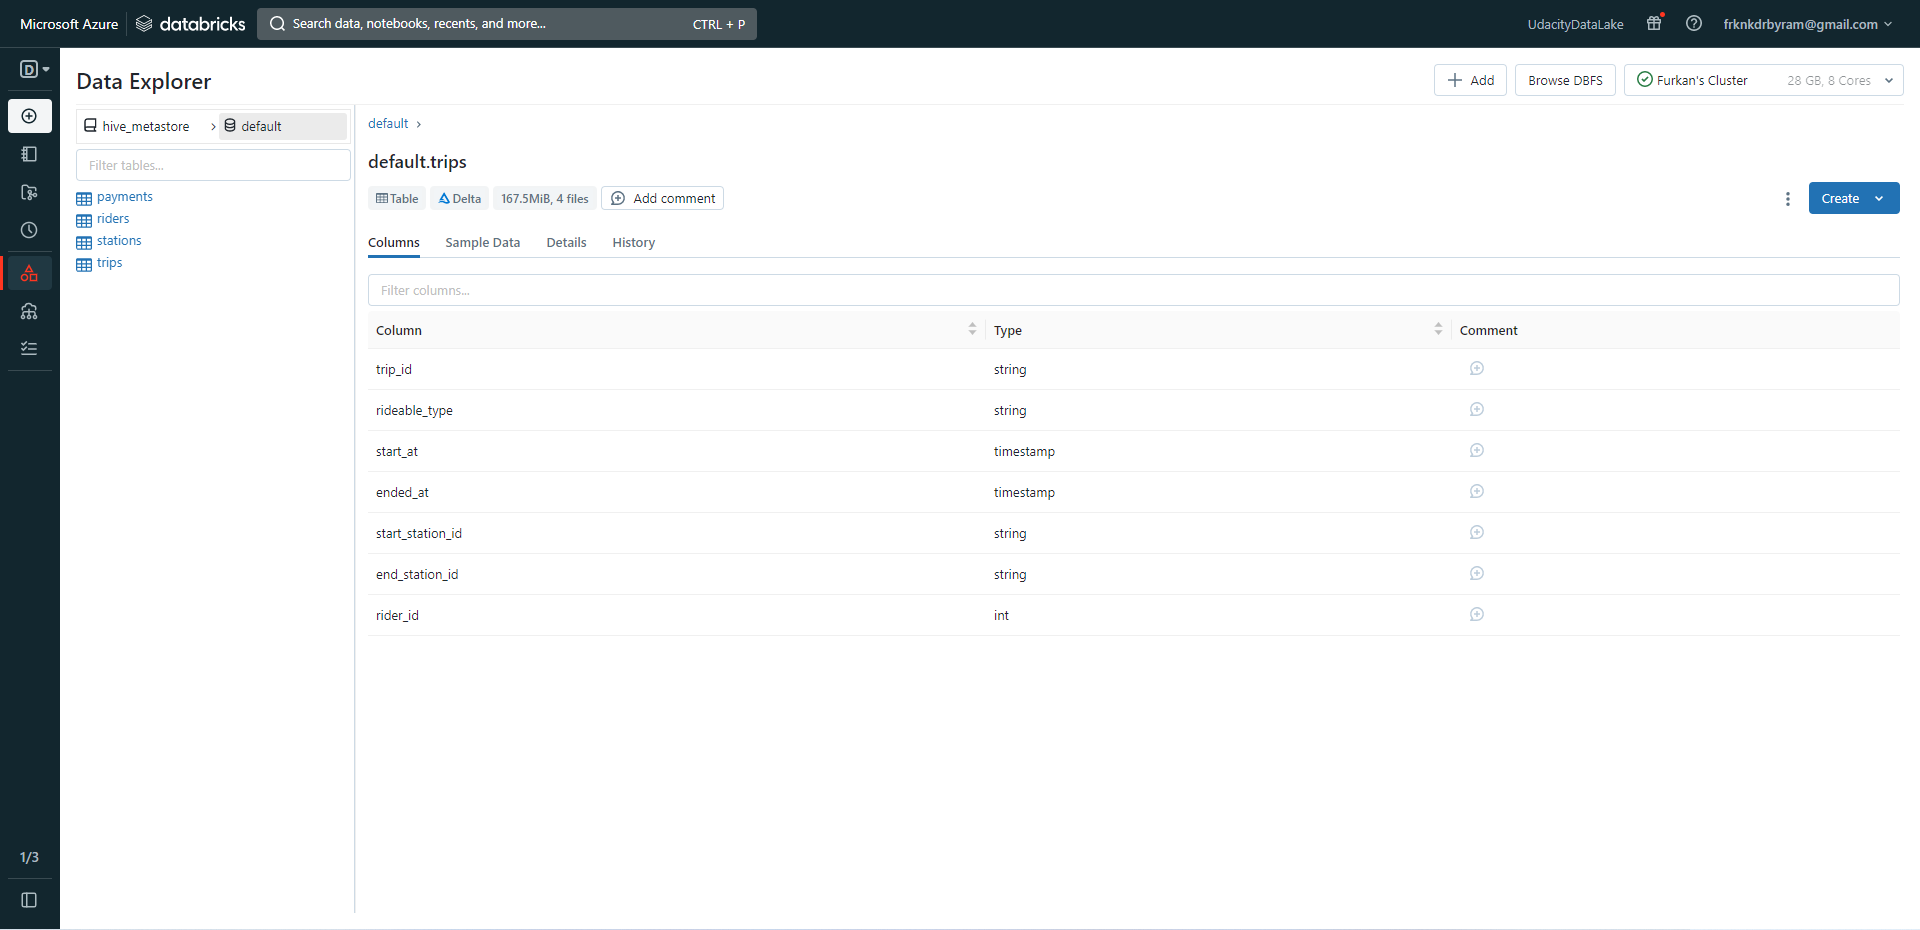 Microsoft Azure databricks Search data, notebooks, recents, and more... CTRL + P UdacityDataLake frknkdrbyram@gmail.com
D
Data Explorer
Add Browse DBFS Furkan's Cluster 28 GB, 8 Cores
hive_metastore default
Filter tables...
payments
riders
stations
trips
default
default.trips
Table Delta 167.5MiB, 4 files Add comment
Create
Columns Sample Data Details History
Filter columns...
Column Type Comment
trip_id string
rideable_type string
start_at timestamp
ended_at timestamp
start_station_id string
end_station_id string
rider_id int
1/3